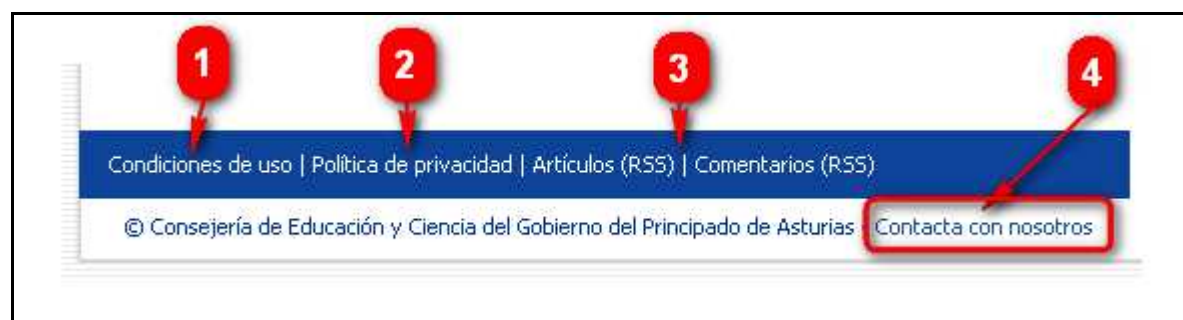 1 2 3 4
Condiciones de uso | Política de privacidad | Artículos (RSS) | Comentarios (RSS)
© Consejería de Educación y Ciencia del Gobierno del Principado de Asturias Contacta con nosotros